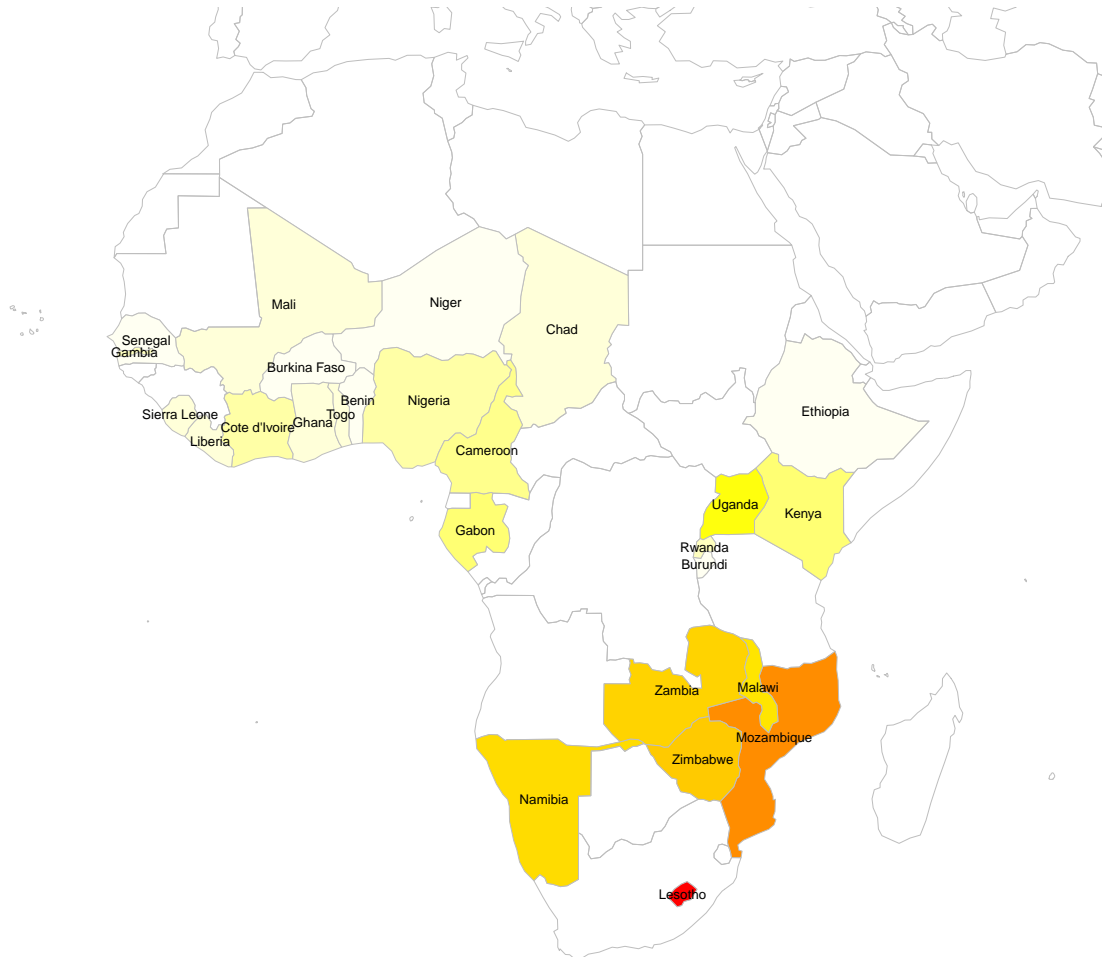 Niger
Mali
Chad
Senegal
Gambia
Burkina Faso
Benin
Nigeria
Ethiopia
Sierra Leone
Togo
Ghana
Cote d'Ivoire
Liberia
Cameroon
Uganda
Kenya
Gabon
Rwanda
Burundi
Malawi
Zambia
Mozambique
Zimbabwe
Namibia
Lesotho